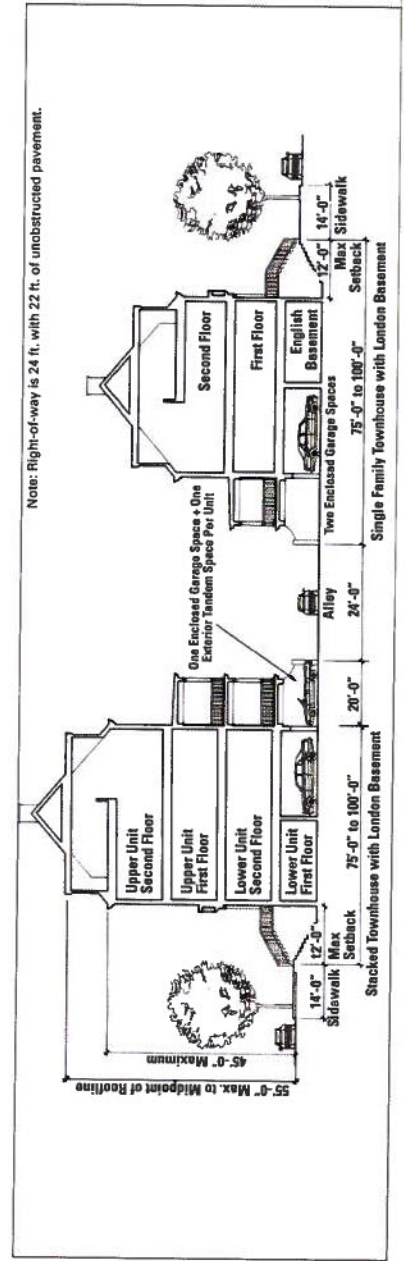 Note: Right-of-way is 24 ft. with 22 ft. of unobstructed pavement.
55'-0" Max. to Midpoint of Roofline
45'-0" Maximum
Upper Unit
Second Floor
Upper Unit
First Floor
Lower Unit
Second Floor
Lower Unit
First Floor
One Enclosed Garage Space + One
Exterior Tandem Space Per Unit
Second Floor
First Floor
English
Basement
Two Enclosed Garage Spaces
14'-0"
Sidawalk
12'-0"
Max
Setback
75'-0" to 100'-0"
20'-0"
Alley
24'-0"
75'-0" to 100'-0"
12'-0"
Max
Setback
14'-0"
Sidewalk
Stacked Townhouse with London Basement
Single Family Townhouse with London Basement